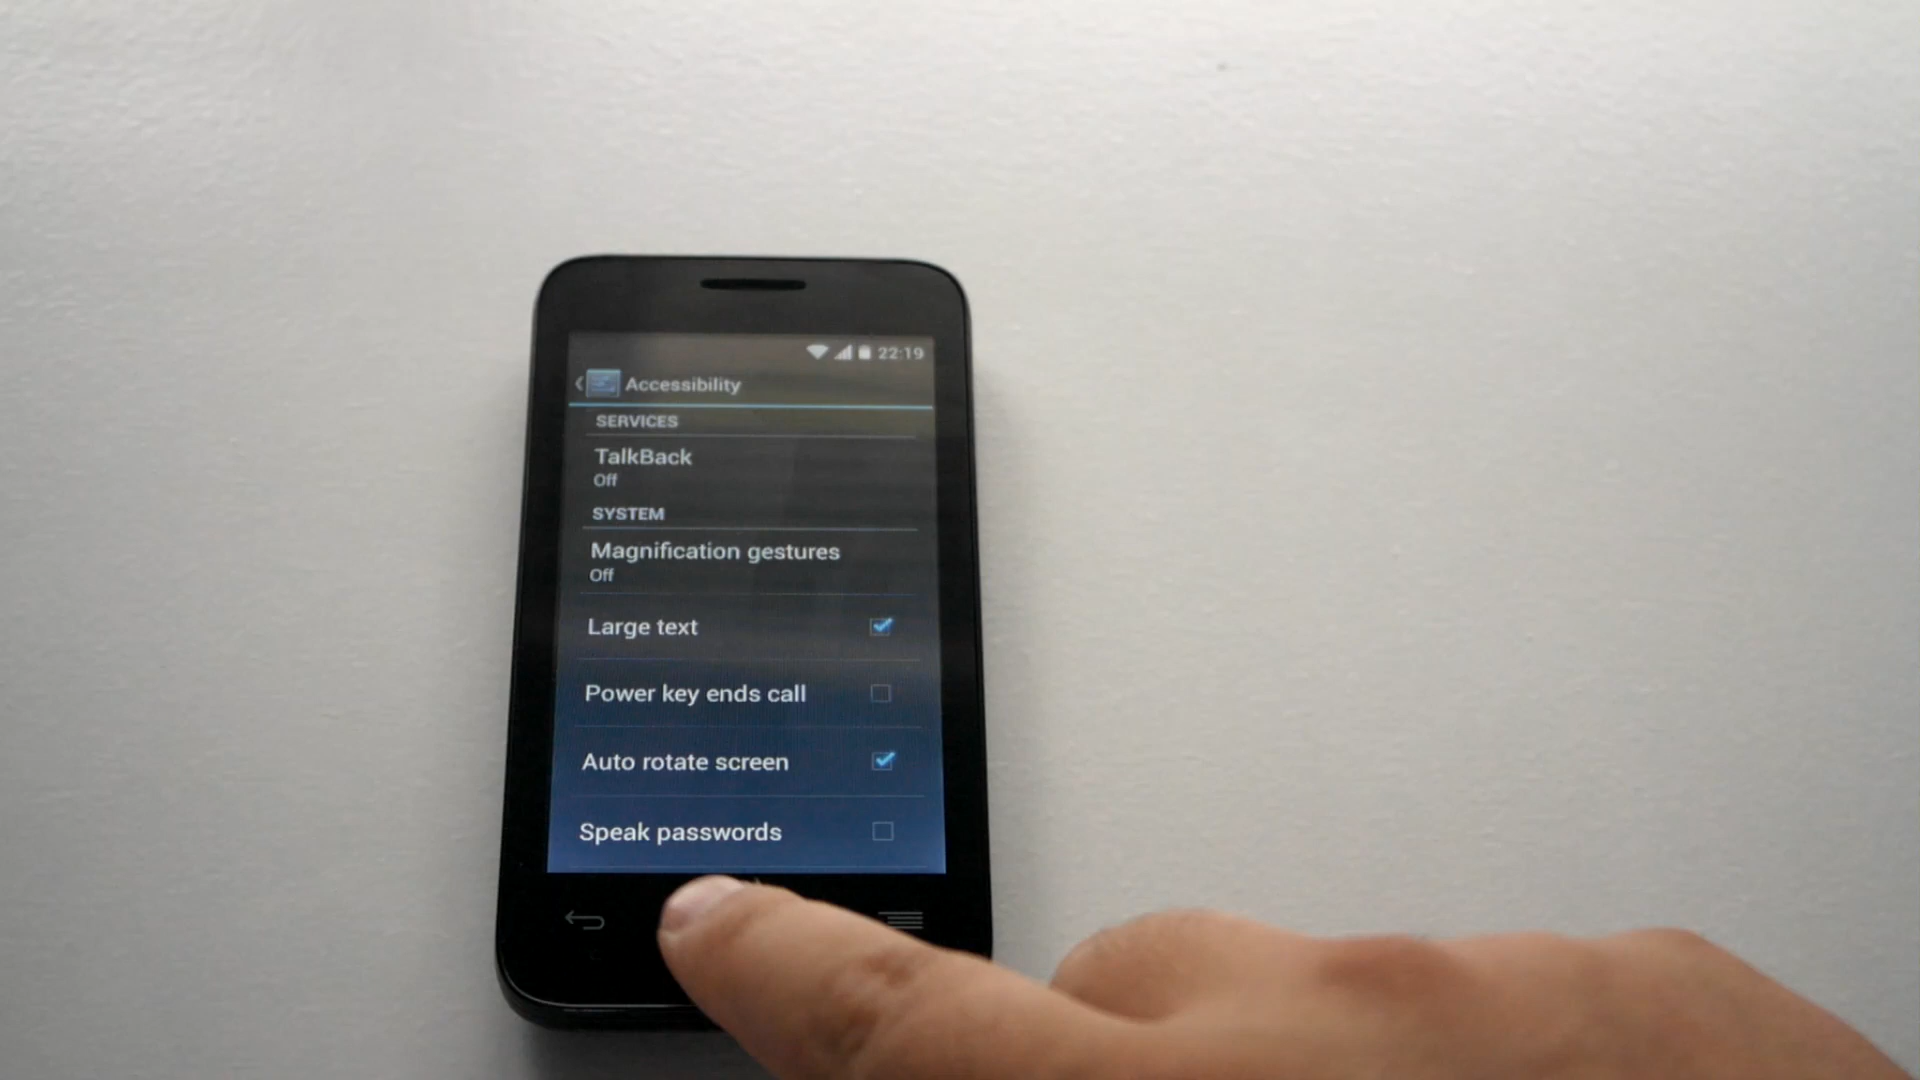 22:19
Accessibility
SERVICES
TalkBack
Off
SYSTEM
Magnification gestures
Off
Large text
Power key ends call
Auto rotate screen
Speak passwords